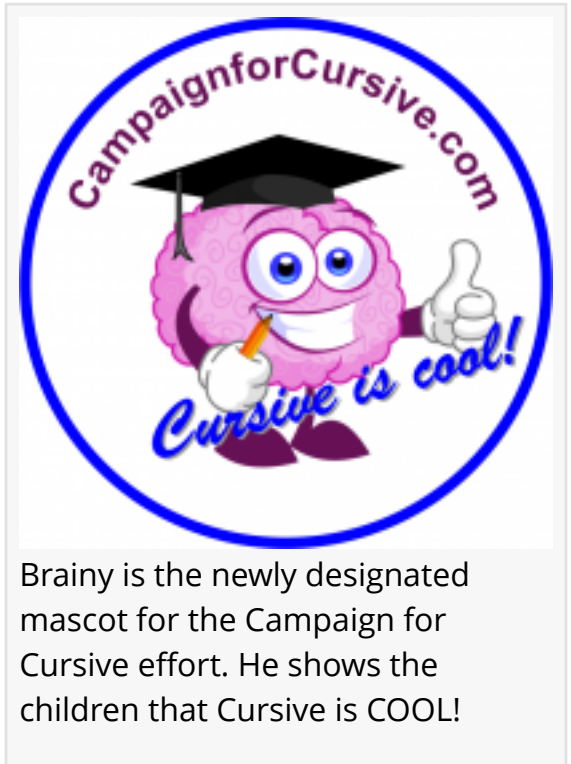 CampaignforCursive.com
Cursive is cool!
Brainy is the newly designated
mascot for the Campaign for
Cursive effort. He shows the
children that Cursive is COOL!